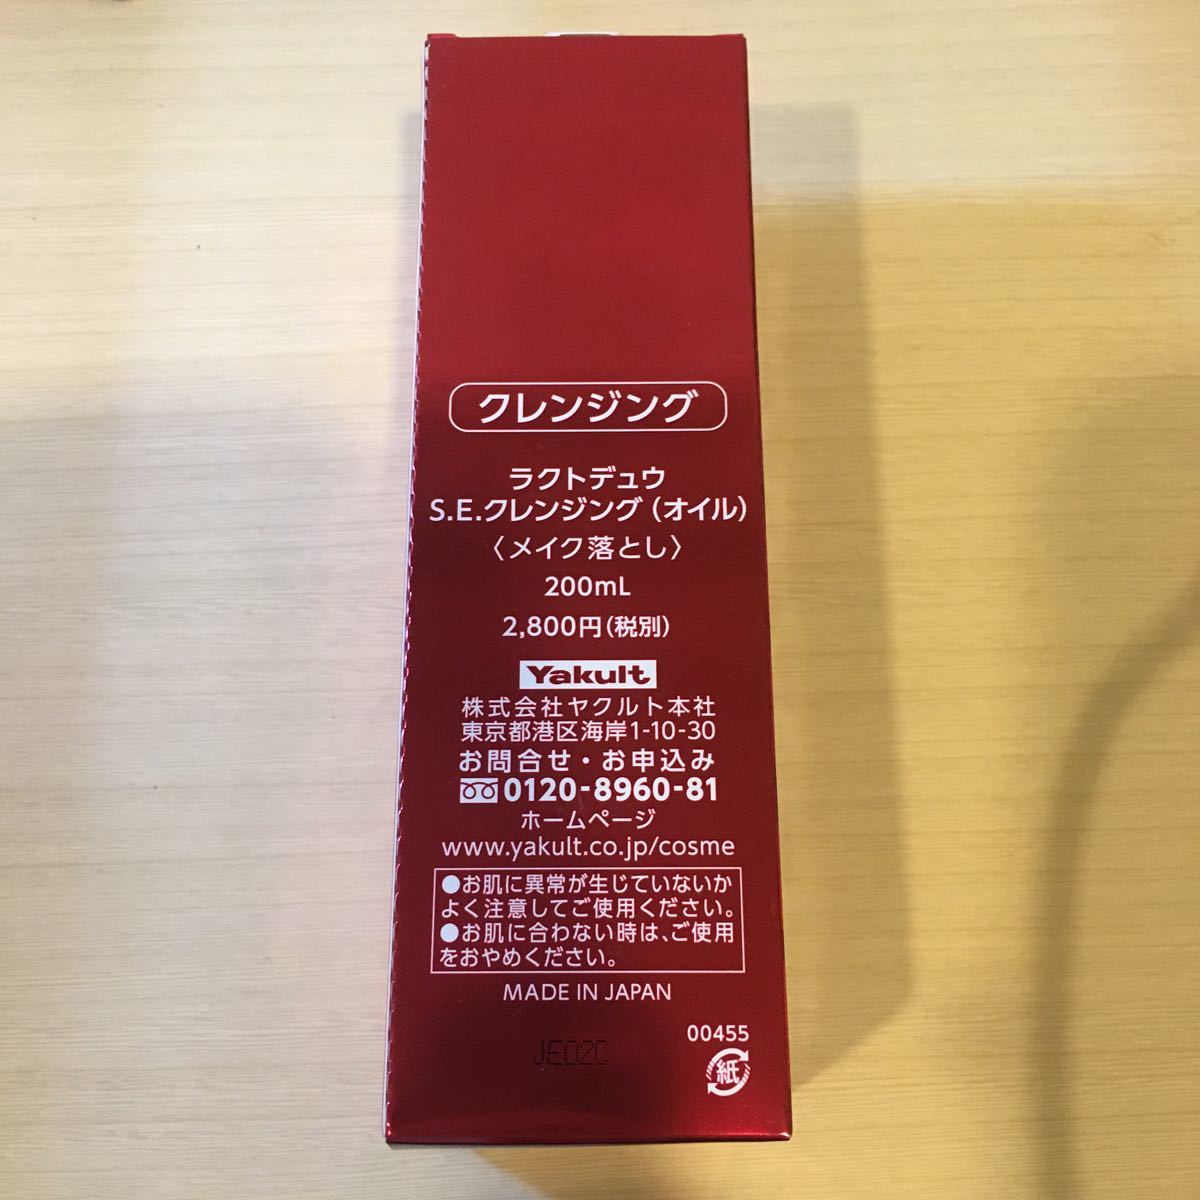 クレンジング
ラクトデュウ
S.E.クレンジング(オイル)
〈メイク落とし〉
200mL
2,800円(税別)
Yakult
株式会社ヤクルト本社
東京都港区海岸1-10-30
お問合せ・お申込み
0120-8960-81
ホームページ
www.yakult.co.jp/cosme
●お肌に異常が生じていないか
よく注意してご使用ください。
●お肌に合わない時は、ご使用
をおやめください。
MADE IN JAPAN
00455
JE02C
紙